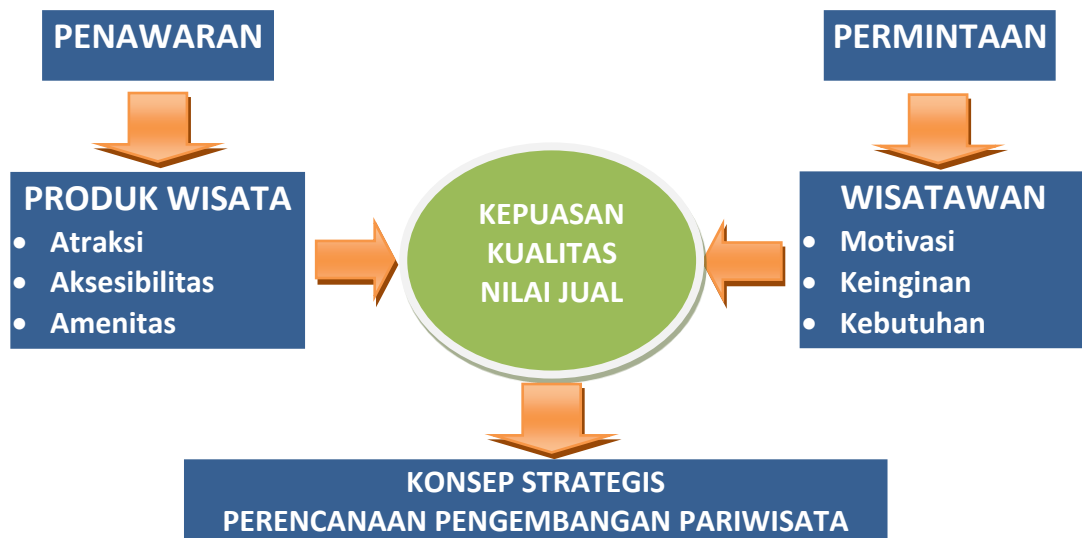 PENAWARAN
PERMINTAAN
PRODUK WISATA
• Atraksi
• Aksesibilitas
• Amenitas
KEPUASAN
KUALITAS
NILAI JUAL
WISATAWAN
• Motivasi
• Keinginan
• Kebutuhan
KONSEP STRATEGIS
PERENCANAAN PENGEMBANGAN PARIWISATA